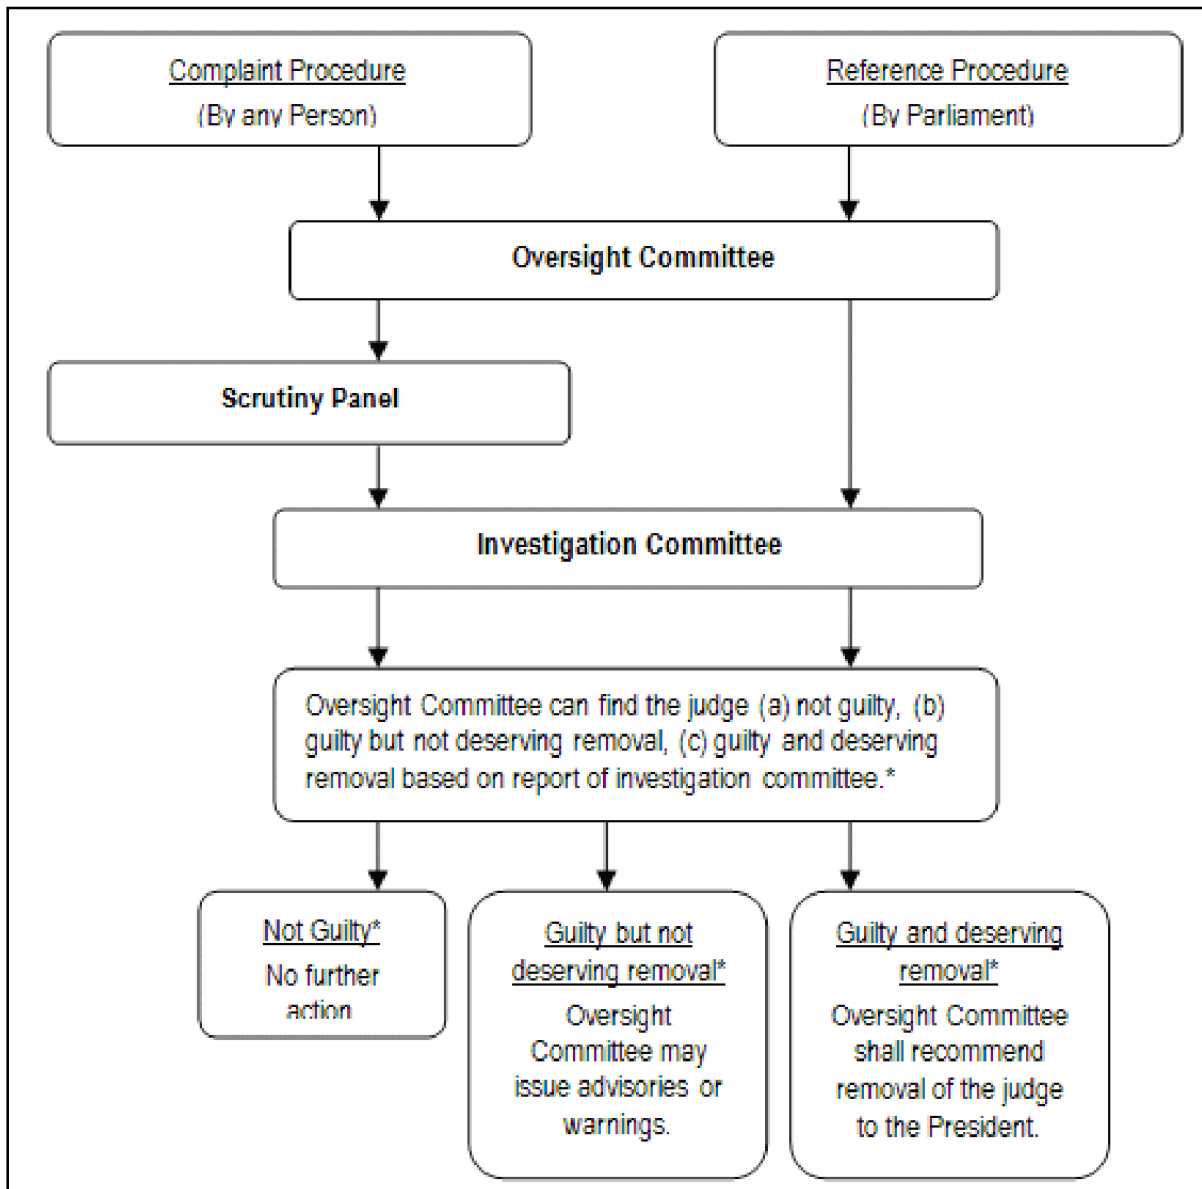 Complaint Procedure
(By any Person)
Reference Procedure
(By Parliament)
Oversight Committee
Scrutiny Panel
Investigation Committee
Oversight Committee can find the judge (a) not guilty, (b)
guilty but not deserving removal, (c) guilty and deserving
removal based on report of investigation committee.*
Not Guilty*
No further
action
Guilty but not
deserving removal*
Oversight
Committee may
issue advisories or
warnings.
Guilty and deserving
removal*
Oversight Committee
shall recommend
removal of the judge
to the President.